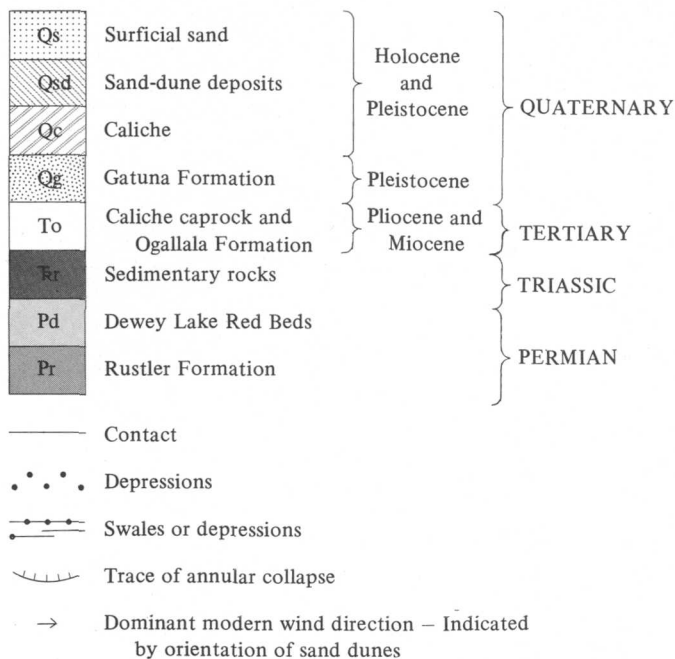 Qs Surficial sand
Qsd Sand-dune deposits
Qc Caliche
Holocene
and
Pleistocene
Qg Gatuna Formation Pleistocene
QUATERNARY
To Caliche caprock and
Ogallala Formation
Pliocene and
Miocene
TERTIARY
Ꞧr Sedimentary rocks
TRIASSIC
Pd Dewey Lake Red Beds
Pr Rustler Formation
PERMIAN
Contact
Depressions
Swales or depressions
Trace of annular collapse
Dominant modern wind direction – Indicated
by orientation of sand dunes